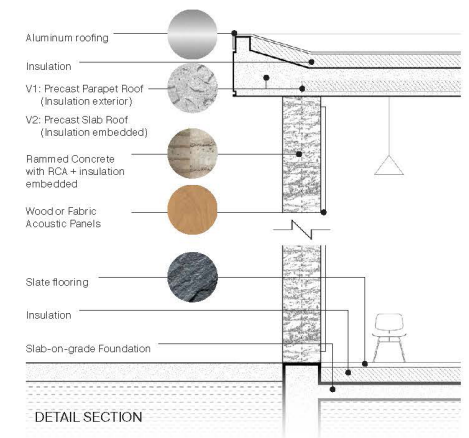 Aluminum roofing
Insulation
V1: Precast Parapet Roof
(Insulation exterior)
V2: Precast Slab Roof
(Insulation embedded)
Rammed Concrete
with RCA + insulation
embedded
Wood or Fabric
Acoustic Panels
Slate flooring
Insulation
Slab-on-grade Foundation
DETAIL SECTION